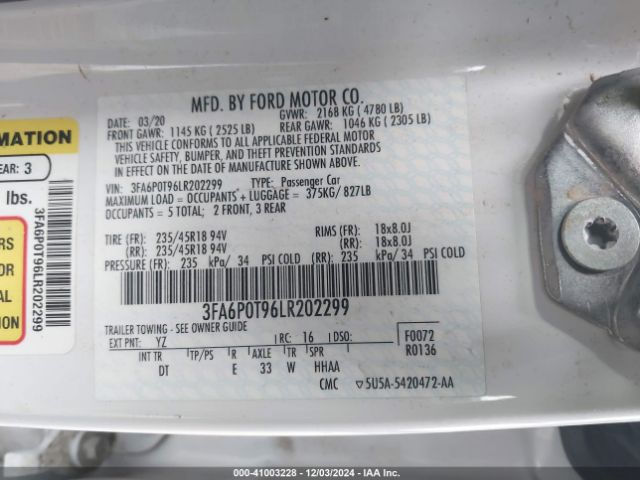 MFD. BY FORD MOTOR CO.
DATE: 03/20 GVWR: 2168 KG ( 4780 LB)
FRONT GAWR: 1145 KG ( 2525 LB) REAR GAWR: 1046 KG ( 2305 LB)
THIS VEHICLE CONFORMS TO ALL APPLICABLE FEDERAL MOTOR
VEHICLE SAFETY, BUMPER, AND THEFT PREVENTION STANDARDS
IN EFFECT ON THE DATE OF MANUFACTURE SHOWN ABOVE.
VIN: 3FA6P0T96LR202299 TYPE: Passenger Car
MAXIMUM LOAD = OCCUPANTS + LUGGAGE = 375KG/ 827LB
OCCUPANTS = 5 TOTAL; 2 FRONT, 3 REAR
TIRE (FR): 235/45R18 94V RIMS (FR): 18x8.0J
(RR): 235/45R18 94V (RR): 18x8.0J
PRESSURE (FR): 235 kPa/ 34 PSI COLD (RR): 235 kPa/ 34 PSI COLD
3FA6P0T96LR202299
TRAILER TOWING - SEE OWNER GUIDE
EXT PNT: YZ RC: 16 DSO: F0072
R0136
INT TR TP/PS R AXLE TR SPR
DT E 33 W HHAA
CMC 5U5A-5420472-AA
MATION
EAR: 3
lbs.
3FA6P0T96LR202299
RS
OR
AL
TION
000-41003228 - 12/03/2024 - IAA Inc.